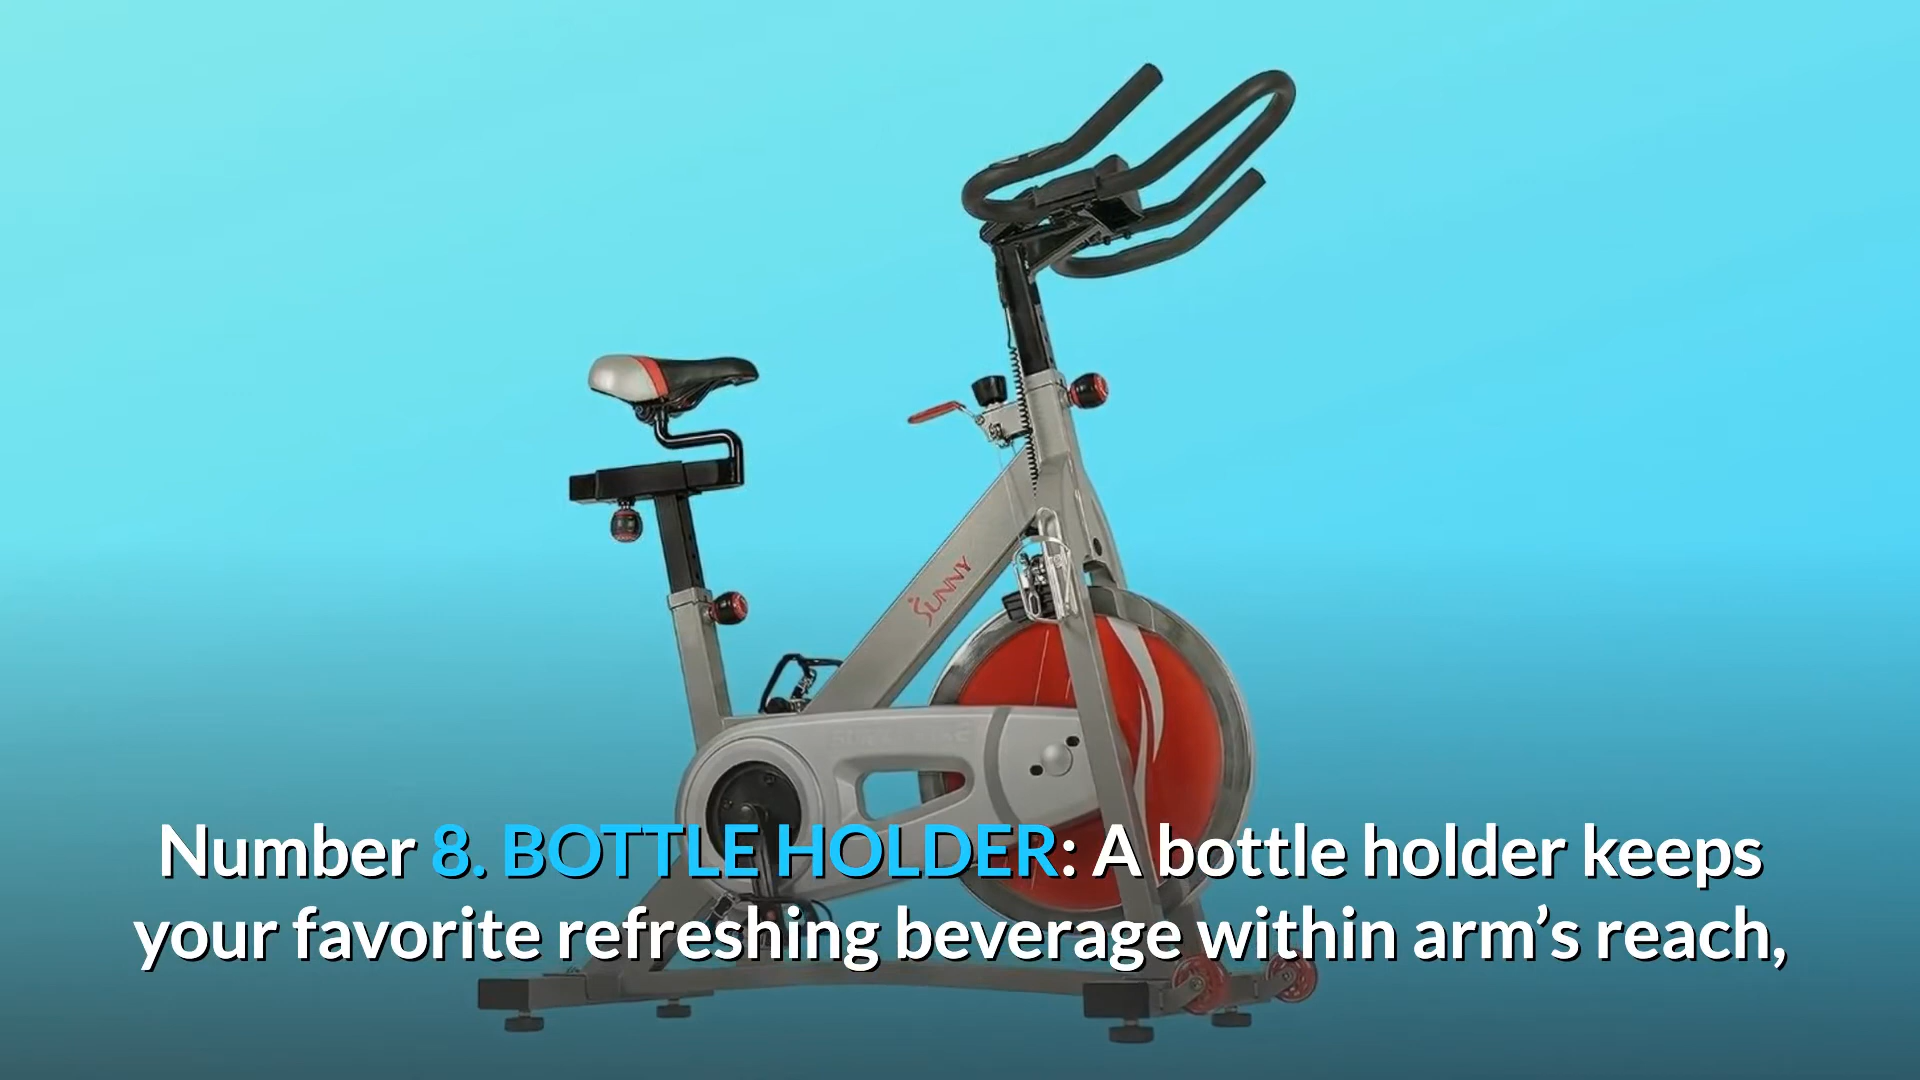 SUNNY
Number 8. BOTTLE HOLDER: A bottle holder keeps
your favorite refreshing beverage within arm’s reach,